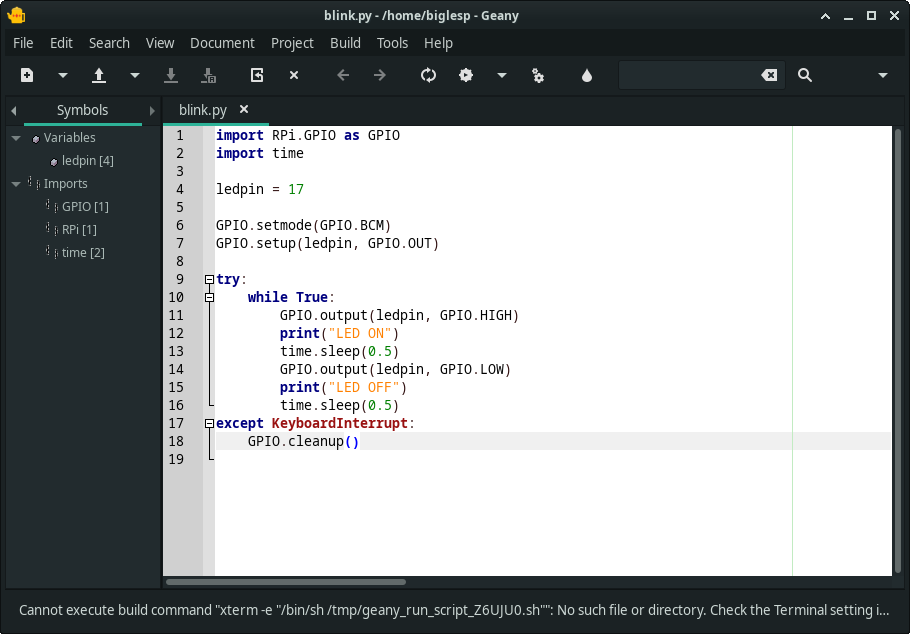 blink.py - /home/biglesp - Geany
File Edit Search View Document Project Build Tools Help
Symbols
blink.py
Variables
ledpin [4]
Imports
GPIO [1]
RPi [1]
time [2]
1 import RPi.GPIO as GPIO
2 import time
3
4 ledpin = 17
5
6 GPIO.setmode(GPIO.BCM)
7 GPIO.setup(ledpin, GPIO.OUT)
8
9 try:
10     while True:
11         GPIO.output(ledpin, GPIO.HIGH)
12         print("LED ON")
13         time.sleep(0.5)
14         GPIO.output(ledpin, GPIO.LOW)
15         print("LED OFF")
16         time.sleep(0.5)
17 except KeyboardInterrupt:
18     GPIO.cleanup()
19
Cannot execute build command "xterm -e "/bin/sh /tmp/geany_run_script_Z6UJU0.sh"": No such file or directory. Check the Terminal setting i...